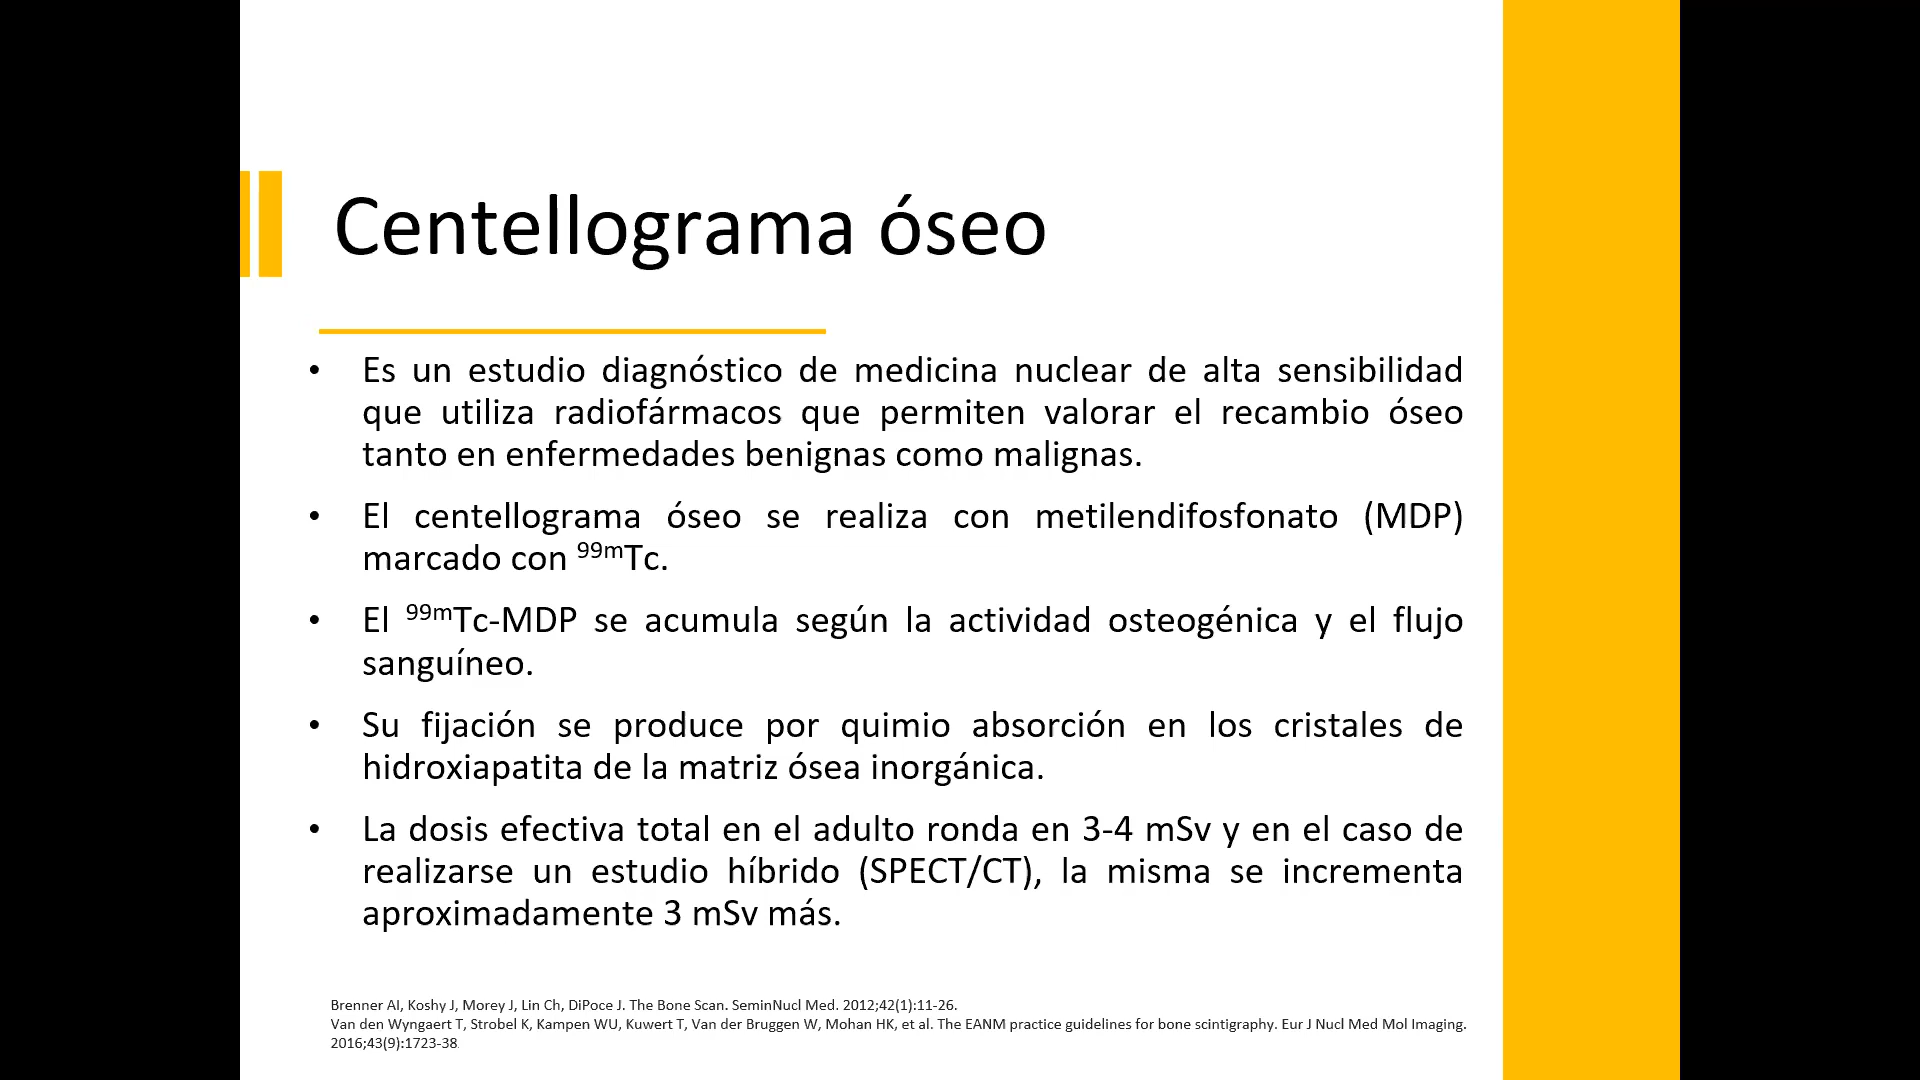 Centellograma óseo
• Es un estudio diagnóstico de medicina nuclear de alta sensibilidad
que utiliza radiofármacos que permiten valorar el recambio óseo
tanto en enfermedades benignas como malignas.
• El centellograma óseo se realiza con metilendifosfonato (MDP)
marcado con ⁹⁹ᵐTc.
• El ⁹⁹ᵐTc-MDP se acumula según la actividad osteogénica y el flujo
sanguíneo.
• Su fijación se produce por quimio absorción en los cristales de
hidroxiapatita de la matriz ósea inorgánica.
• La dosis efectiva total en el adulto ronda en 3-4 mSv y en el caso de
realizarse un estudio híbrido (SPECT/CT), la misma se incrementa
aproximadamente 3 mSv más.
Brenner AI, Koshy J, Morey J, Lin Ch, DiPoce J. The Bone Scan. SeminNucl Med. 2012;42(1):11-26.
Van den Wyngaert T, Strobel K, Kampen WU, Kuwert T, Van der Bruggen W, Mohan HK, et al. The EANM practice guidelines for bone scintigraphy. Eur J Nucl Med Mol Imaging.
2016;43(9):1723-38.